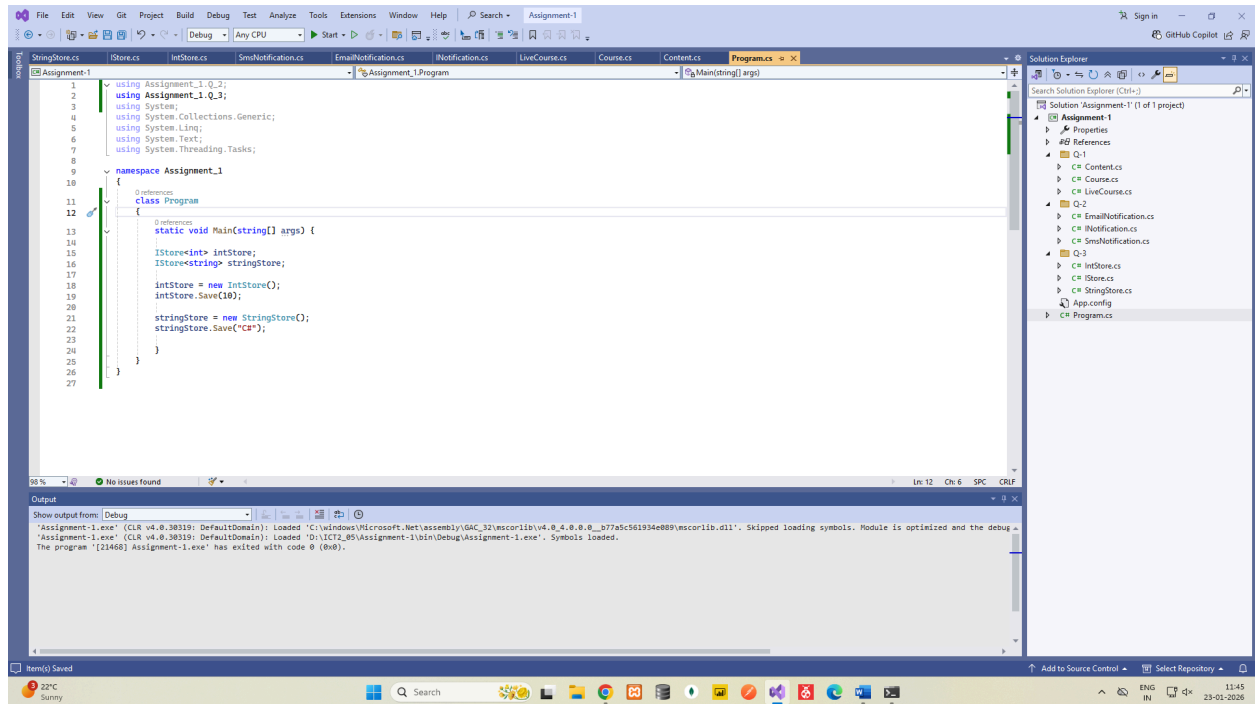 File Edit View Git Project Build Debug Test Analyze Tools Extensions Window Help Search Assignment-1 Sign in
Debug Any CPU Start GitHub Copilot
Toolbox
StringStore.cs IStore.cs IntStore.cs SmsNotification.cs EmailNotification.cs INotification.cs LiveCourse.cs Course.cs Content.cs Program.cs
Assignment-1 Assignment_1.Program Main(string[] args)
1 using Assignment_1.Q_2;
2 using Assignment_1.Q_3;
3 using System;
4 using System.Collections.Generic;
5 using System.Linq;
6 using System.Text;
7 using System.Threading.Tasks;
8
9 namespace Assignment_1
10 {
0 references
11 class Program
12 {
0 references
13 static void Main(string[] args) {
14
15 IStore<int> intStore;
16 IStore<string> stringStore;
17
18 intStore = new IntStore();
19 intStore.Save(10);
20
21 stringStore = new StringStore();
22 stringStore.Save("C#");
23
24 }
25 }
26 }
27
98 % No issues found Ln: 12 Ch: 6 SPC CRLF
Output
Show output from: Debug
'Assignment-1.exe' (CLR v4.0.30319: DefaultDomain): Loaded 'C:\windows\Microsoft.Net\assembly\GAC_32\mscorlib\v4.0_4.0.0.0__b77a5c561934e089\mscorlib.dll'. Skipped loading symbols. Module is optimized and the debug
'Assignment-1.exe' (CLR v4.0.30319: DefaultDomain): Loaded 'D:\ICT2_05\Assignment-1\bin\Debug\Assignment-1.exe'. Symbols loaded.
The program '[21468] Assignment-1.exe' has exited with code 0 (0x0).
Solution Explorer
Search Solution Explorer (Ctrl+;)
Solution 'Assignment-1' (1 of 1 project)
Assignment-1
Properties
References
Q-1
C# Content.cs
C# Course.cs
C# LiveCourse.cs
Q-2
C# EmailNotification.cs
C# INotification.cs
C# SmsNotification.cs
Q-3
C# IntStore.cs
C# IStore.cs
C# StringStore.cs
App.config
C# Program.cs
Item(s) Saved Add to Source Control Select Repository
3 22°C
Sunny
Search
ENG
IN
11:45
23-01-2026